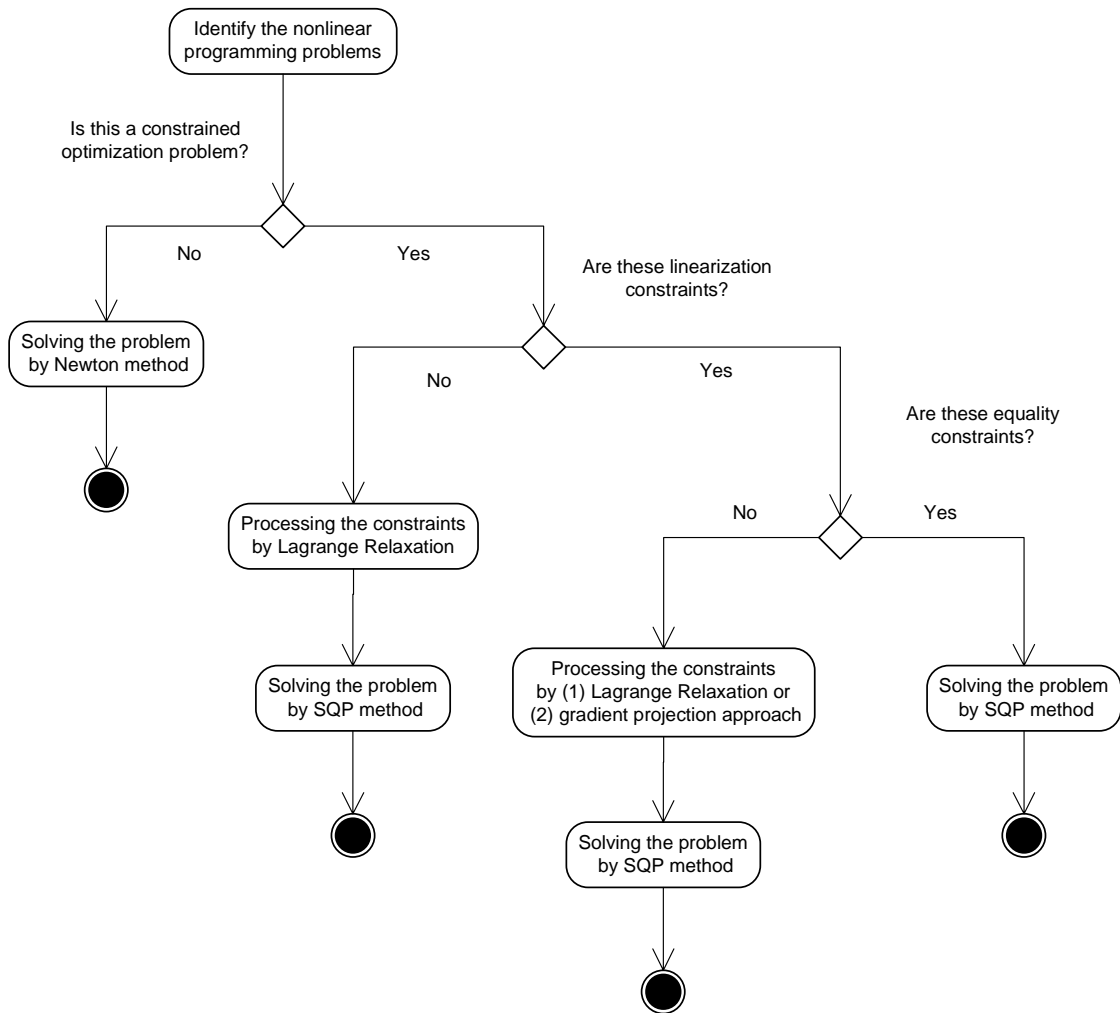 Identify the nonlinear
programming problems
Is this a constrained
optimization problem?
No
Yes
Are these linearization
constraints?
Solving the problem
by Newton method
No
Yes
Are these equality
constraints?
Processing the constraints
by Lagrange Relaxation
No
Yes
Solving the problem
by SQP method
Processing the constraints
by (1) Lagrange Relaxation or
(2) gradient projection approach
Solving the problem
by SQP method
Solving the problem
by SQP method